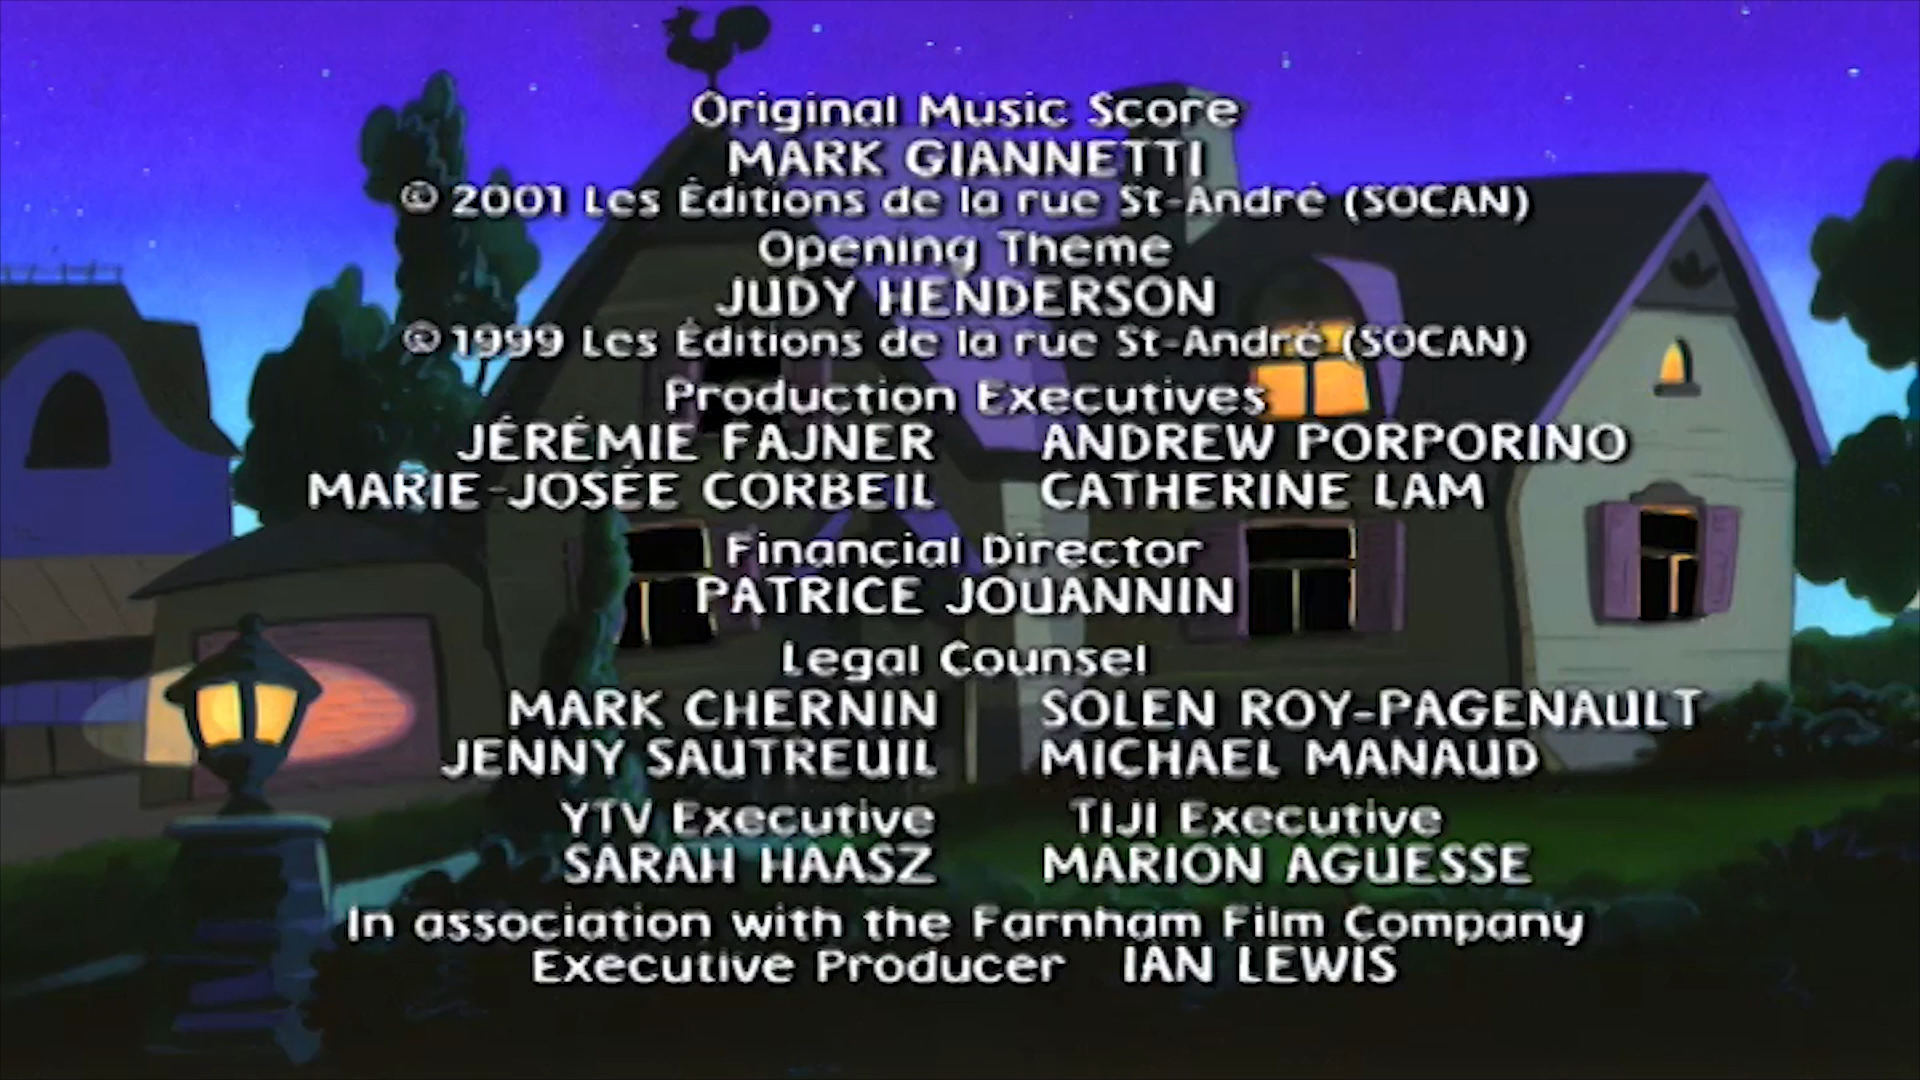 Original Music Score
MARK GIANNETTI
© 2001 Les Éditions de la rue St-André (SOCAN)
Opening Theme
JUDY HENDERSON
© 1999 Les Éditions de la rue St-André (SOCAN)
Production Executives
JÉRÉMIE FAJNER ANDREW PORPORINO
MARIE-JOSÉE CORBEIL CATHERINE LAM
Financial Director
PATRICE JOUANNIN
Legal Counsel
MARK CHERNIN SOLEN ROY-PAGENAULT
JENNY SAUTREUIL MICHAEL MANAUD
YTV Executive TIJI Executive
SARAH HAASZ MARION AGUESSE
In association with the Farnham Film Company
Executive Producer IAN LEWIS